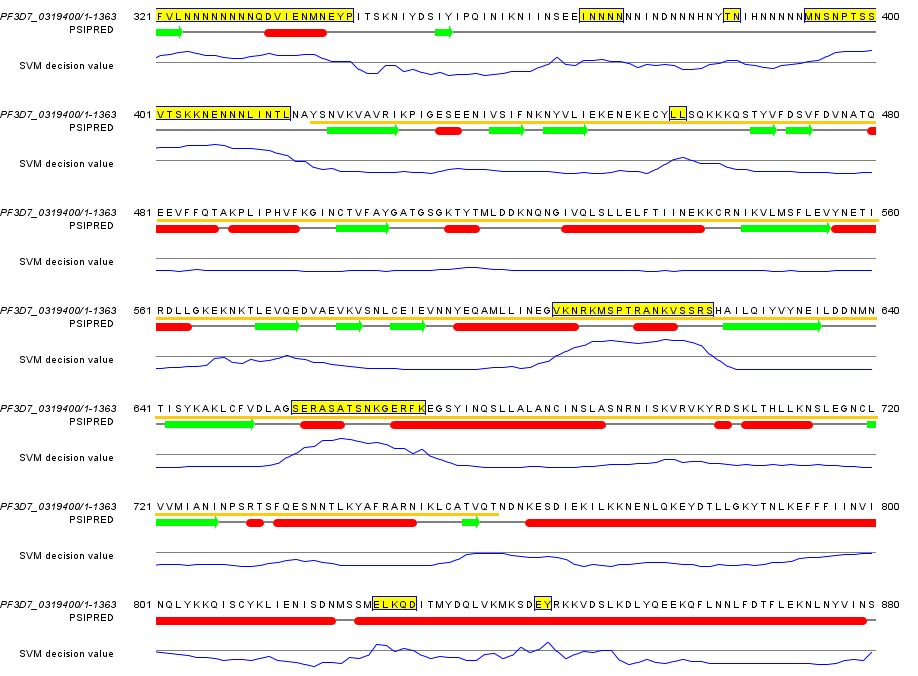 PF3D7_0319400/1-1363 321 FVLNNNNNNNNQDVIENMNEYPITSKNIYDSIYIPQINIKNIINSEEINNNNNNINDNNNHNYTNIHNNNNNMNSNPTSS 400
PSIPRED
SVM decision value
PF3D7_0319400/1-1363 401 VTSKKNENNNLINTLNAYSNVKVAVRIKPIGESEENIVSIFNKNYVLIEKENEKECYLLSQKKKQSTYVFDSVFDVNATQ 480
PSIPRED
SVM decision value
PF3D7_0319400/1-1363 481 EEVFFQTAKPLIPHVFKGINCTVFAYGATGSGKTYTMLDDKNQNGIVQLSLLELFTIINEKKCRNIKVLMSFLEVYNETI 560
PSIPRED
SVM decision value
PF3D7_0319400/1-1363 561 RDLLGKEKNKTLEVQEDVAEVKVSNLCEIEVNNYEQAMLLINEGVKNRKMSPTRANKVSSRSHAILQIYVYNEILDDNMN 640
PSIPRED
SVM decision value
PF3D7_0319400/1-1363 641 TISYKAKLCFVDLAGSERASATSNKGERFKEGSYINQSLLALANCINSLASNRNISKVRVKYRDSKLTHLLKNSLEGNCL 720
PSIPRED
SVM decision value
PF3D7_0319400/1-1363 721 VVMIANINPSRTSFQESNNTLKYAFRARNIKLCATVQTNDNKESDIEKILKKNENLQKEYDTLLGKYTNLKEFFFIINVI 800
PSIPRED
SVM decision value
PF3D7_0319400/1-1363 801 NQLYKKQISCYKLIENISDNMSSMELKQDITMYDQLVKMKSDEYRKKVDSLKDLYQEEKQFLNNLFDTFLEKNLNYVINS 880
PSIPRED
SVM decision value